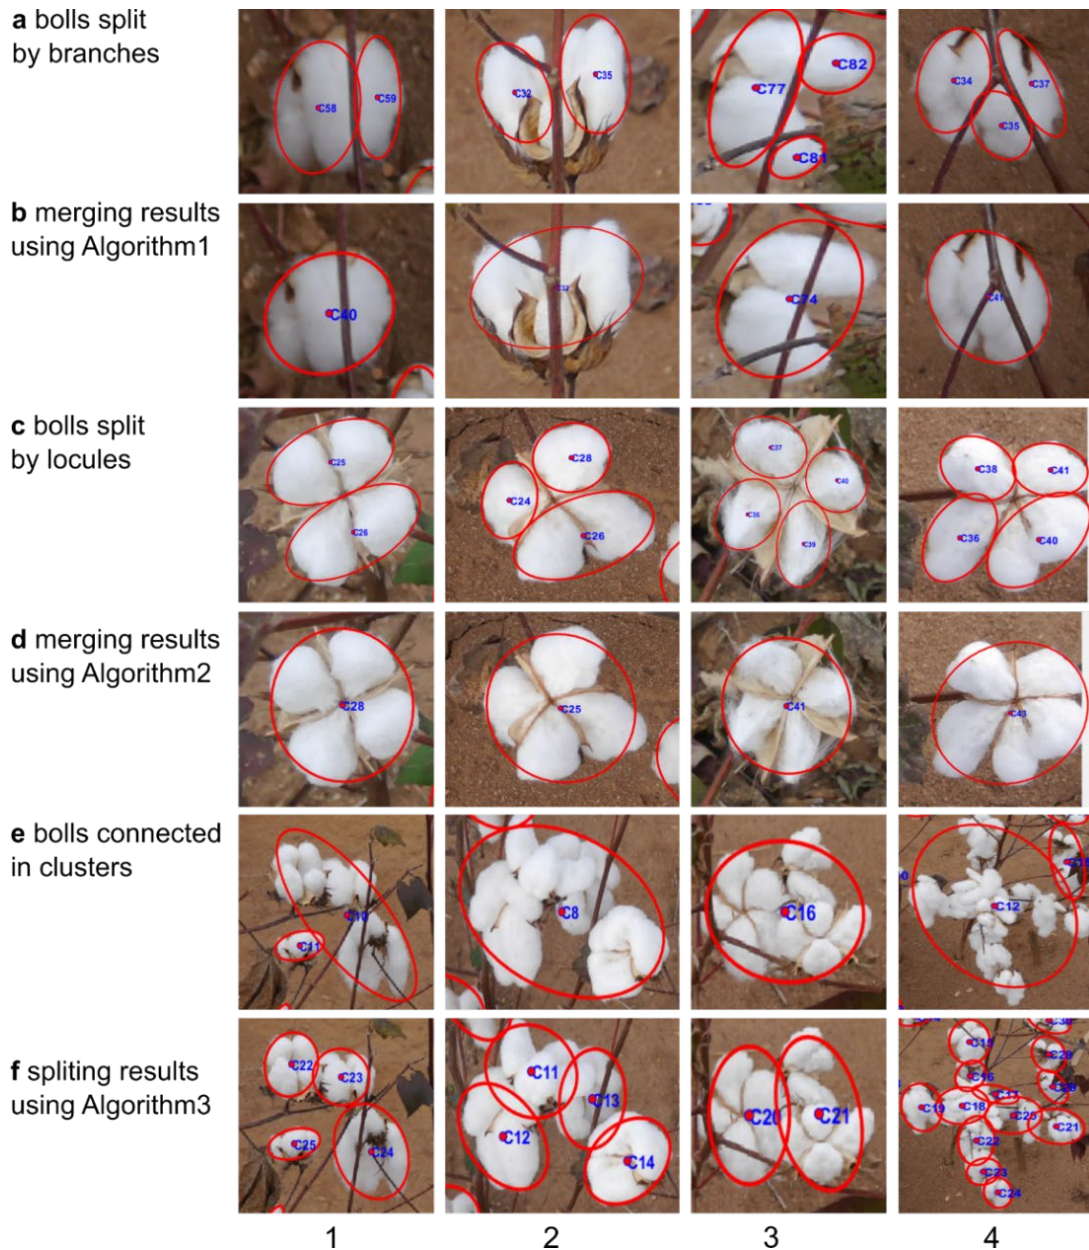 a bolls split
by branches
C58 C59
C32 C35
C77 C82 C81
C34 C37 C35
b merging results
using Algorithm1
C40
C74
C41
c bolls split
by locules
C25 C26
C28 C24 C26
C37 C40 C36 C39
C38 C41 C36 C40
d merging results
using Algorithm2
C28
C25
C41
C43
e bolls connected
in clusters
C10 C11
C8
C16
C12
f spliting results
using Algorithm3
C22 C23 C25 C24
C11 C13 C12 C14
C20 C21
C15 C16 C19 C18 C21 C22 C23 C24
1 2 3 4